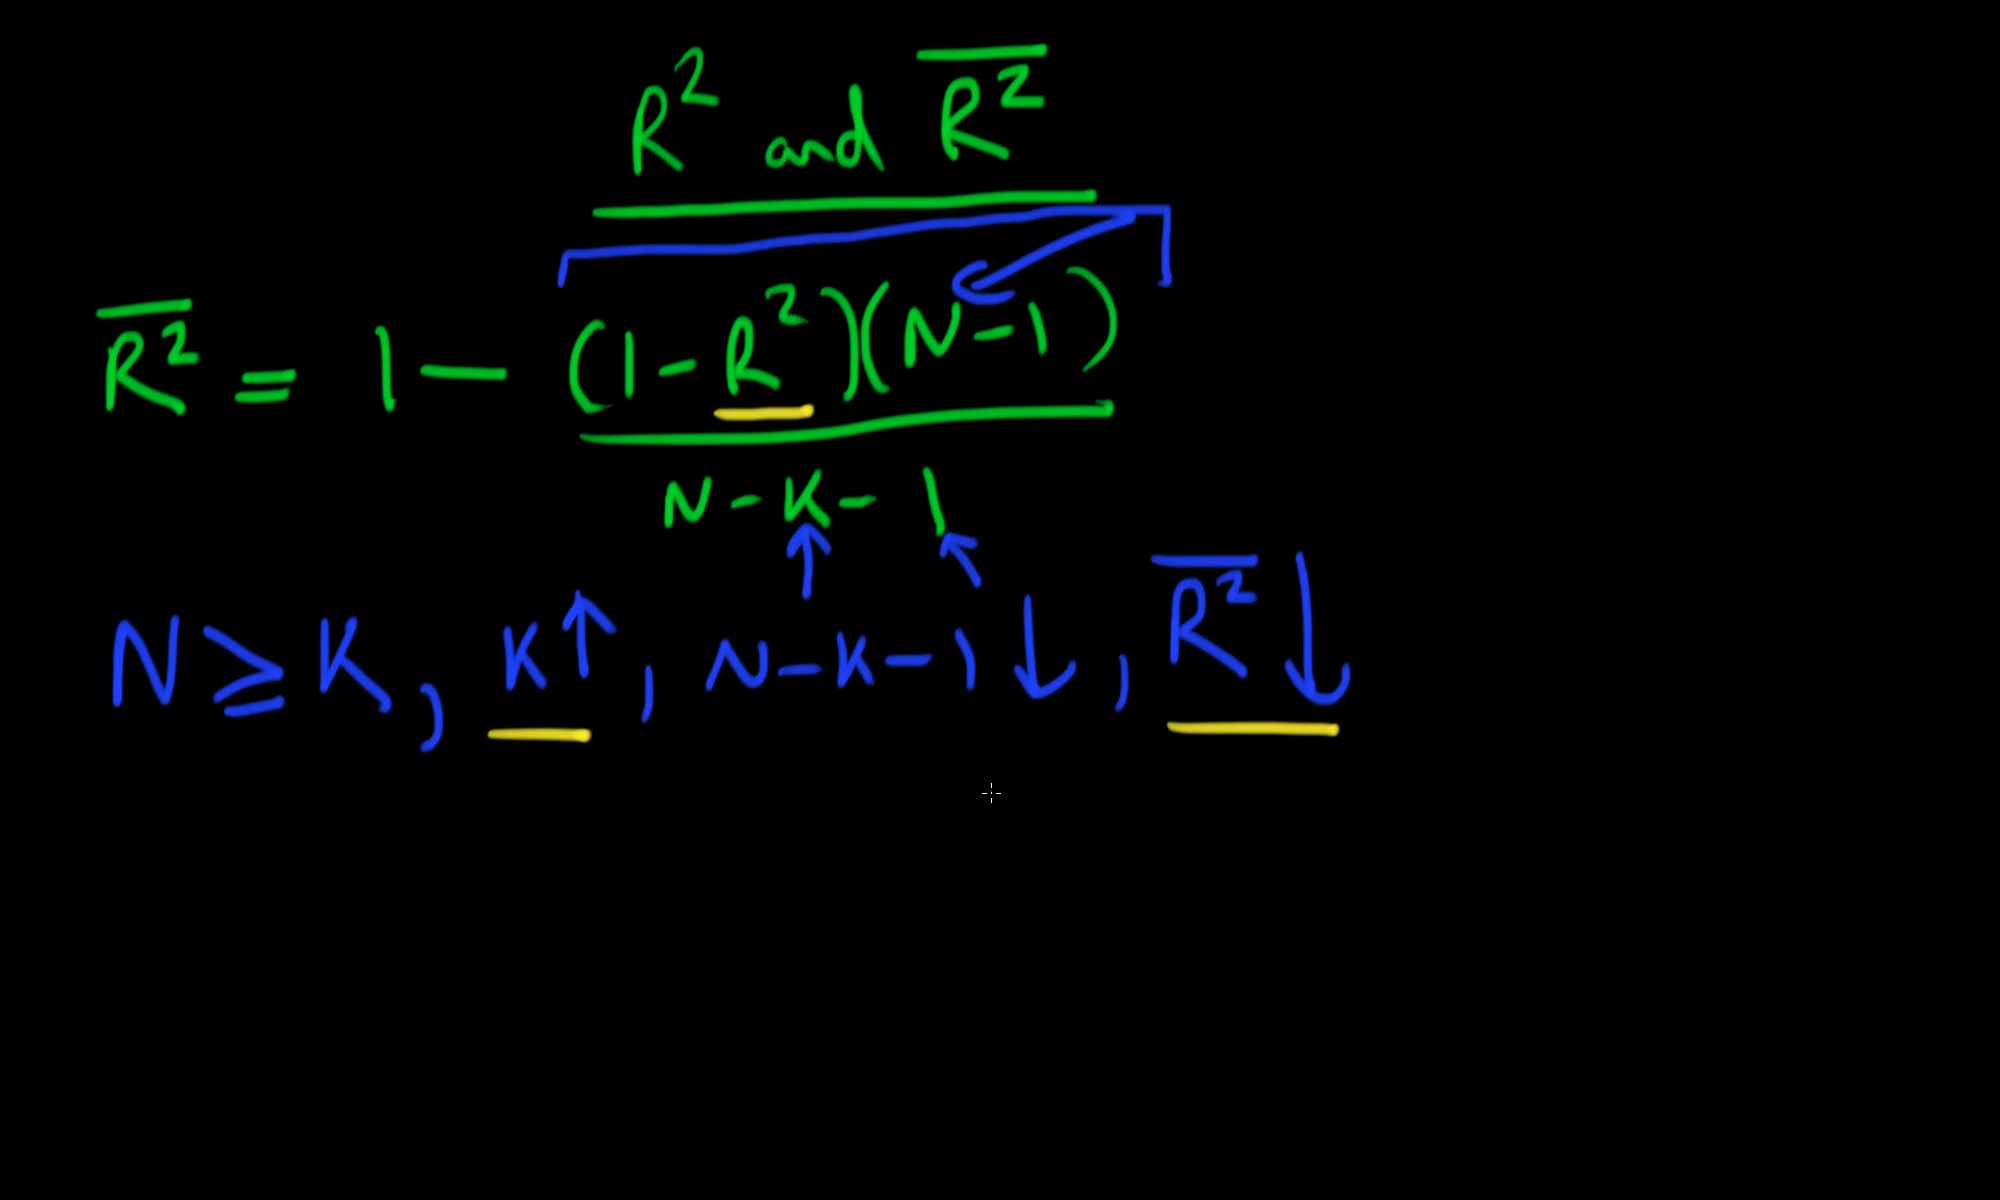 R² and R̅²
R̅² = 1 - (1 - R²)(N - 1)
N - K - 1
N ≥ K, K↑, N - K - 1 ↓, R̅² ↓